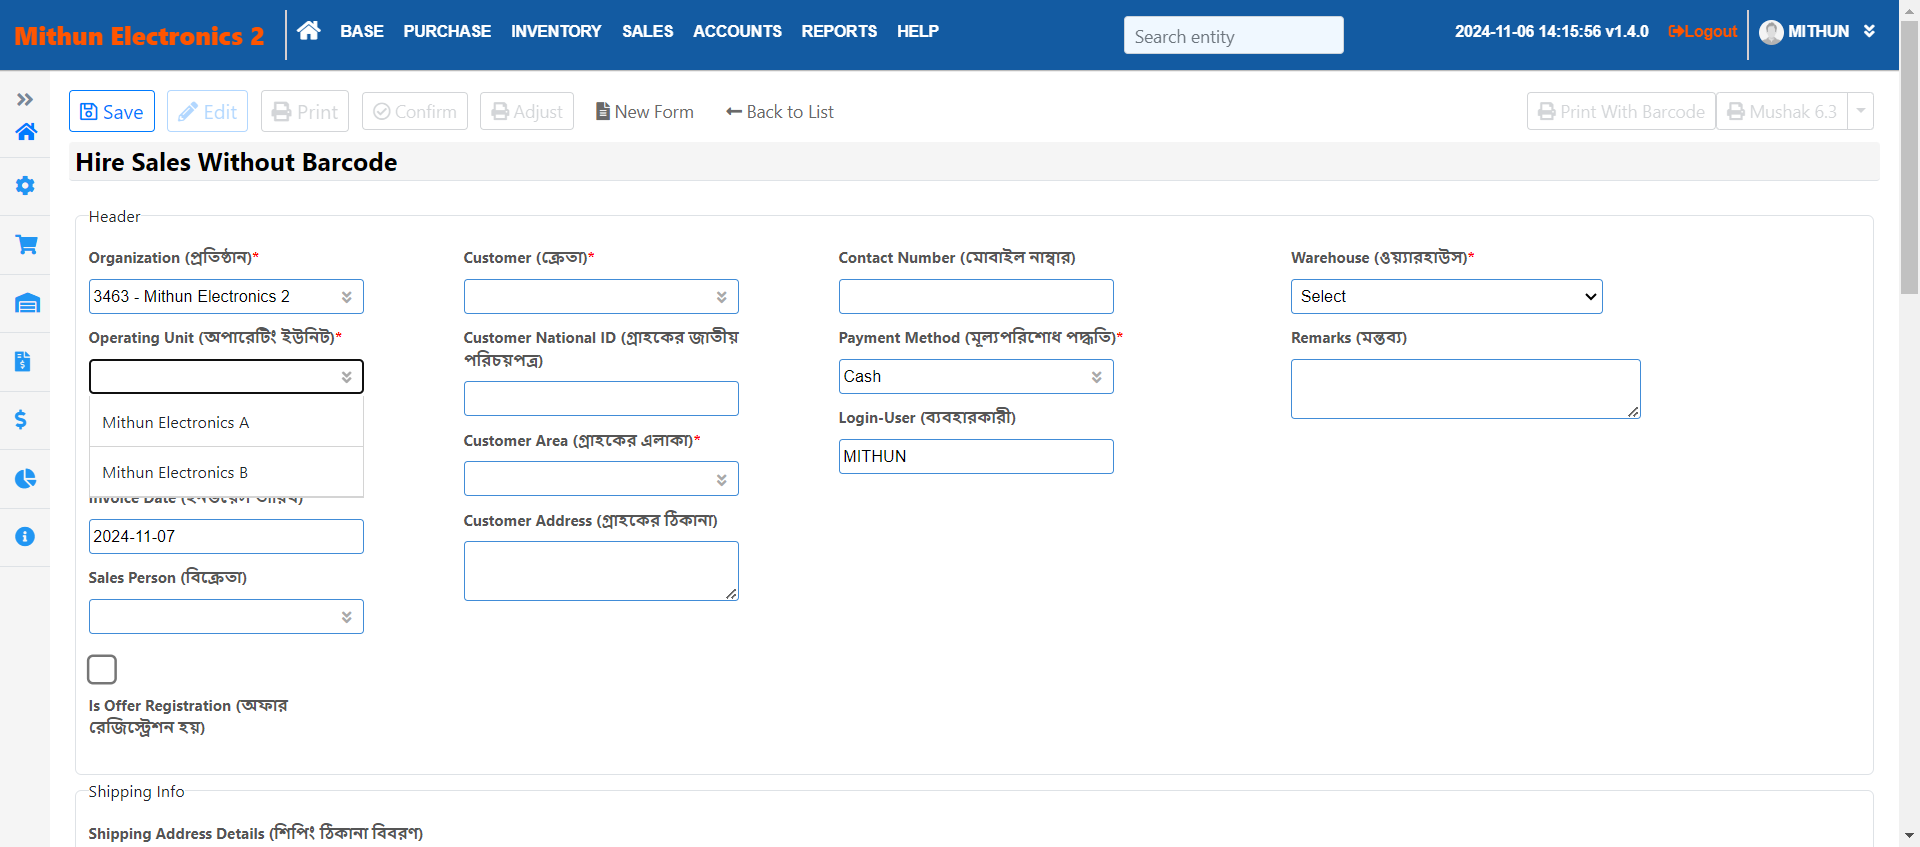 Mithun Electronics 2
BASE PURCHASE INVENTORY SALES ACCOUNTS REPORTS HELP
Search entity
2024-11-06 14:15:56 v1.4.0
Logout
MITHUN
Save
Edit
Print
Confirm
Adjust
New Form
Back to List
Print With Barcode
Mushak 6.3
Hire Sales Without Barcode
Header
Organization (প্রতিষ্ঠান)*
3463 - Mithun Electronics 2
Operating Unit (অপারেটিং ইউনিট)*
Mithun Electronics A
Mithun Electronics B
Invoice Date (ইনভয়েস তারিখ)
2024-11-07
Sales Person (বিক্রেতা)
Is Offer Registration (অফার
রেজিস্ট্রেশন হয়)
Customer (ক্রেতা)*
Customer National ID (গ্রাহকের জাতীয়
পরিচয়পত্র)
Customer Area (গ্রাহকের এলাকা)*
Customer Address (গ্রাহকের ঠিকানা)
Contact Number (মোবাইল নাম্বার)
Payment Method (মূল্যপরিশোধ পদ্ধতি)*
Cash
Login-User (ব্যবহারকারী)
MITHUN
Warehouse (ওয়্যারহাউস)*
Select
Remarks (মন্তব্য)
Shipping Info
Shipping Address Details (শিপিং ঠিকানা বিবরণ)